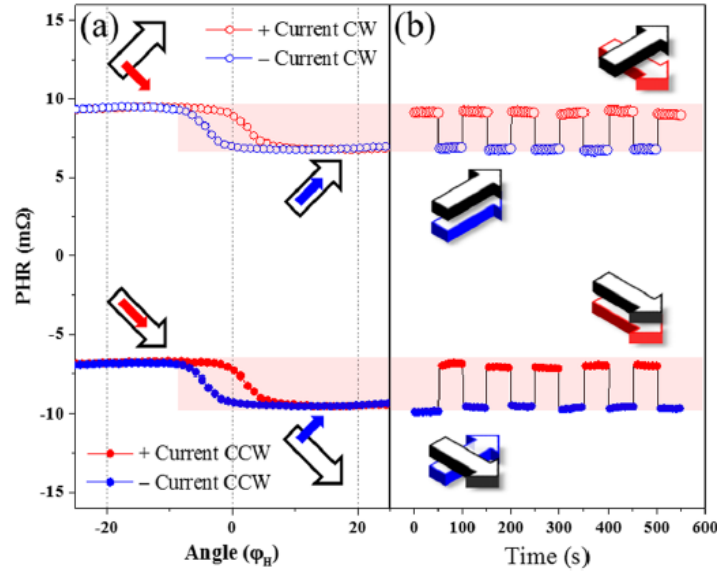 (a)
+ Current CW
– Current CW
(b)
15
10
5
0
-5
-10
-15
PHR (mΩ)
+ Current CCW
– Current CCW
-20
0
20
Angle (φH)
0
100
200
300
400
500
600
Time (s)